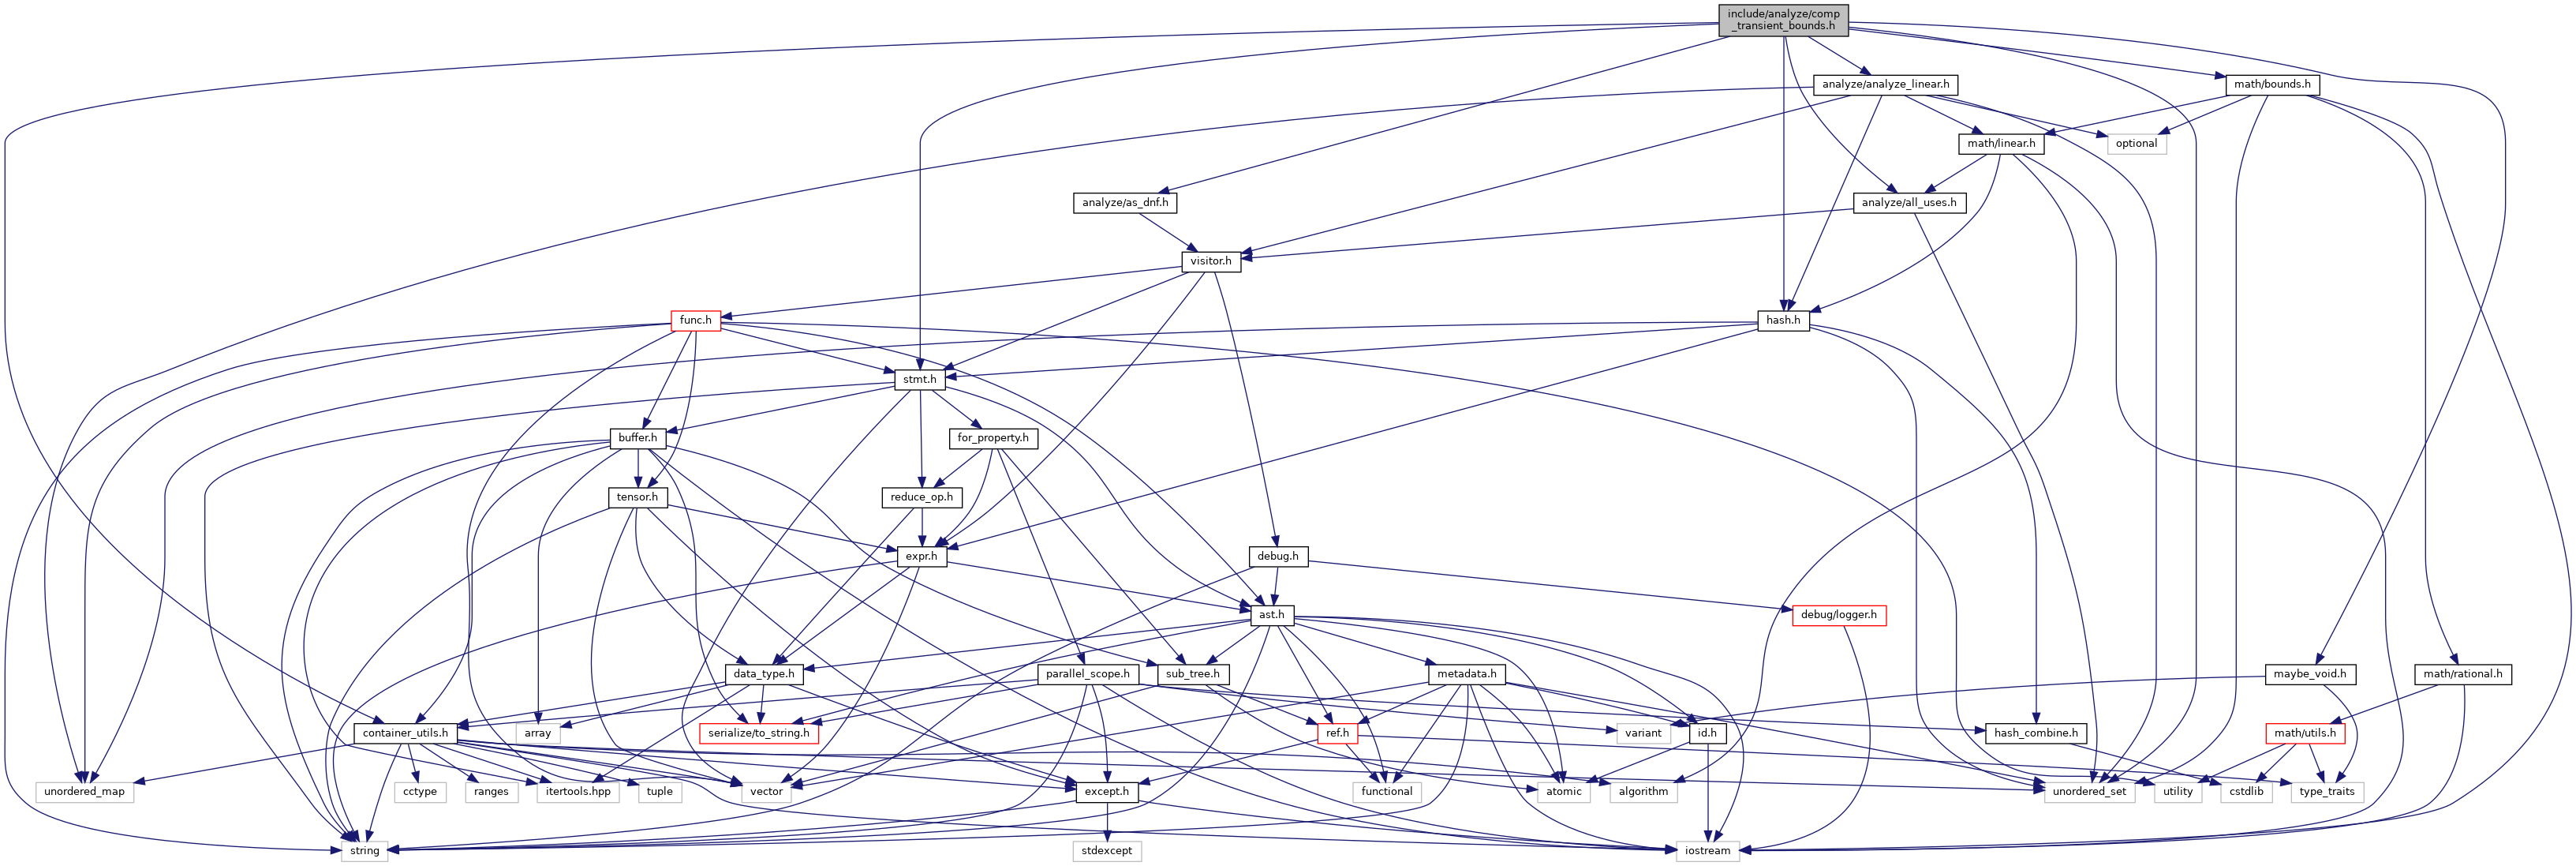 include/analyze/comp
_transient_bounds.h
analyze/analyze_linear.h
math/bounds.h
math/linear.h
optional
analyze/as_dnf.h
analyze/all_uses.h
visitor.h
func.h
hash.h
stmt.h
buffer.h
for_property.h
tensor.h
reduce_op.h
expr.h
debug.h
ast.h
debug/logger.h
data_type.h
parallel_scope.h
sub_tree.h
metadata.h
maybe_void.h
math/rational.h
container_utils.h
array
serialize/to_string.h
ref.h
variant
id.h
hash_combine.h
math/utils.h
unordered_map
cctype
ranges
itertools.hpp
tuple
vector
except.h
functional
atomic
algorithm
unordered_set
utility
cstdlib
type_traits
string
stdexcept
iostream